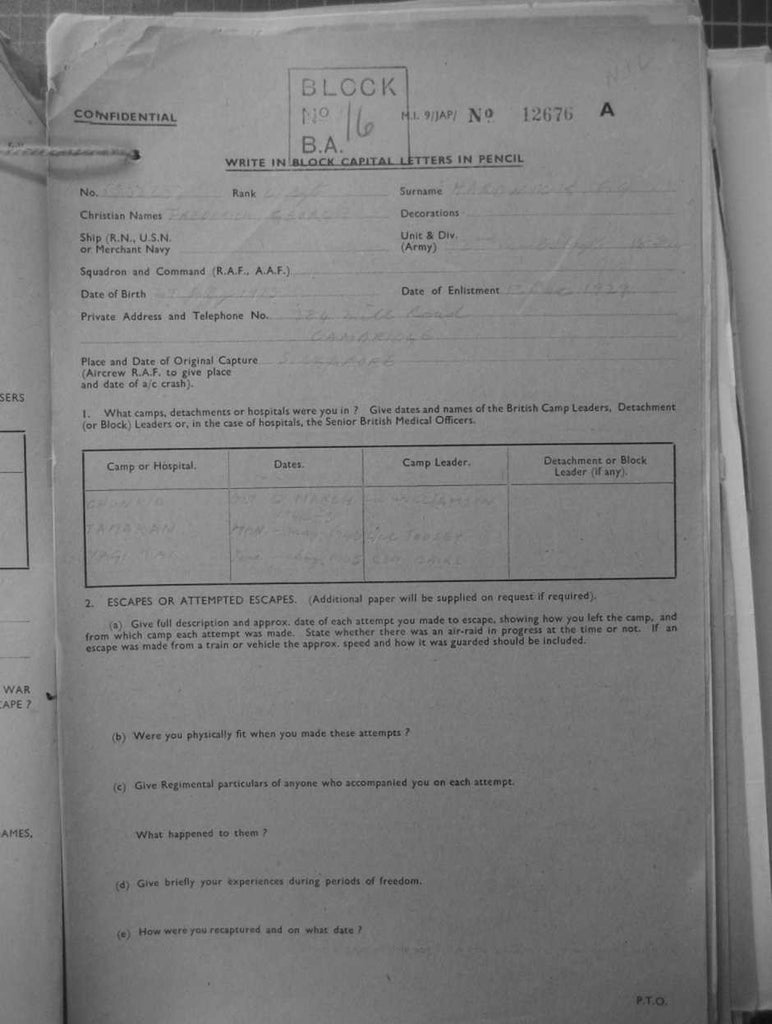 BLOCK
Nº 16
B.A.
CONFIDENTIAL
M.I. 9/JAP/ Nº 12676 A
WRITE IN BLOCK CAPITAL LETTERS IN PENCIL
No. Rank Surname
Christian Names FREDERICK GEORGE Decorations
Ship (R.N., U.S.N. Unit & Div.
or Merchant Navy (Army)
Squadron and Command (R.A.F., A.A.F.)
Date of Birth Date of Enlistment 1929
Private Address and Telephone No. Mill Road
CAMBRIDGE
Place and Date of Original Capture SINGAPORE
(Aircrew R.A.F. to give place
and date of a/c crash).
1. What camps, detachments or hospitals were you in ? Give dates and names of the British Camp Leaders, Detachment
(or Block) Leaders or, in the case of hospitals, the Senior British Medical Officers.
Camp or Hospital. Dates. Camp Leader. Detachment or Block
Leader (if any).
CHONKIA MARCH WILLIAMSON
TAMARKAN TOOSEY
2. ESCAPES OR ATTEMPTED ESCAPES. (Additional paper will be supplied on request if required).
(a) Give full description and approx. date of each attempt you made to escape, showing how you left the camp, and
from which camp each attempt was made. State whether there was an air-raid in progress at the time or not. If an
escape was made from a train or vehicle the approx. speed and how it was guarded should be included.
(b) Were you physically fit when you made these attempts ?
(c) Give Regimental particulars of anyone who accompanied you on each attempt.
What happened to them ?
(d) Give briefly your experiences during periods of freedom.
(e) How were you recaptured and on what date ?
P.T.O.
SERS
WAR
CAPE ?
AMES,